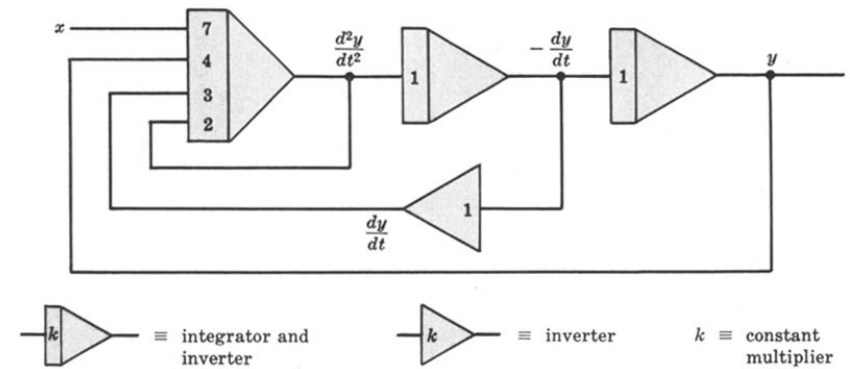 x 7
4
3
2
d²y/dt²
1
− dy/dt
1
y
1
dy/dt
k ≡ integrator and
inverter
k ≡ inverter
k ≡ constant
multiplier